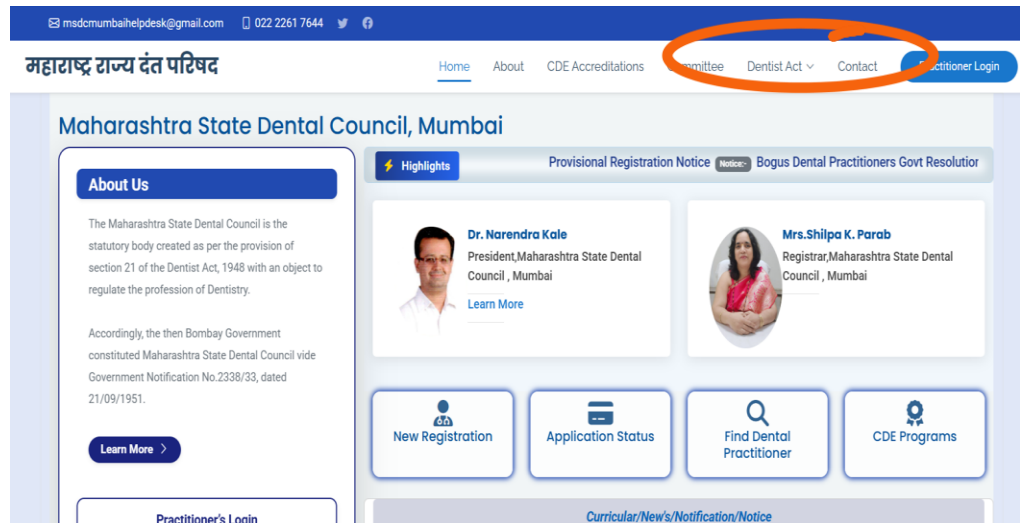 msdcmumbaihelpdesk@gmail.com 022 2261 7644
महाराष्ट्र राज्य दंत परिषद
Home About CDE Accreditations Committee Dentist Act Contact Practitioner Login
Maharashtra State Dental Council, Mumbai
About Us
The Maharashtra State Dental Council is the
statutory body created as per the provision of
section 21 of the Dentist Act, 1948 with an object to
regulate the profession of Dentistry.
Accordingly, the then Bombay Government
constituted Maharashtra State Dental Council vide
Government Notification No.2338/33, dated
21/09/1951.
Learn More
Practitioner's Login
Highlights
Provisional Registration Notice Notice:- Bogus Dental Practitioners Govt Resolution
Dr. Narendra Kale
President,Maharashtra State Dental
Council , Mumbai
Learn More
Mrs.Shilpa K. Parab
Registrar,Maharashtra State Dental
Council , Mumbai
New Registration
Application Status
Find Dental
Practitioner
CDE Programs
Curricular/New's/Notification/Notice